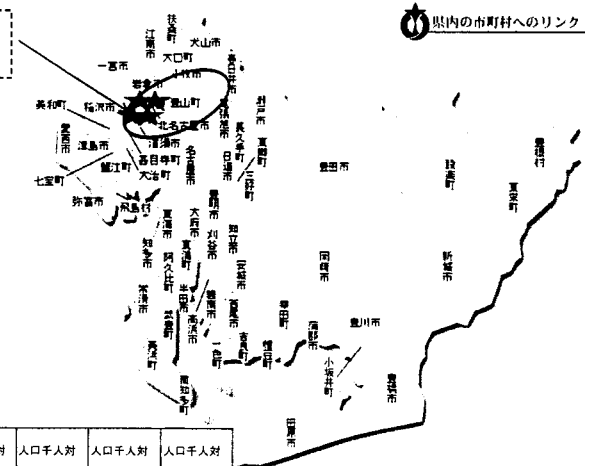 県内の市町村へのリンク
扶桑町
江南市
犬山市
大口町
一宮市
小牧市
春日井市
岩倉市
美和町
稲沢市
豊山町
尾張旭市
瀬戸市
北名古屋市
長久手町
東郷町
愛西市
津島市
清須市
甚目寺町
名古屋市
日進市
豊田市
設楽町
豊根村
蟹江町
大治
三好町
東栄町
七宝町
弥富市
飛島村
豊明市
東海市
大府市
知立市
刈谷市
知多市
東浦町
阿久比町
安城市
岡崎市
新城市
常滑市
半田市
碧南市
西尾市
幸田町
武豊町
高浜市
蒲郡市
豊川市
美浜町
一色町
吉良町
幡豆町
小坂井町
豊橋市
南知多町
田原市
対
人口千人対
人口千人対
人口千人対